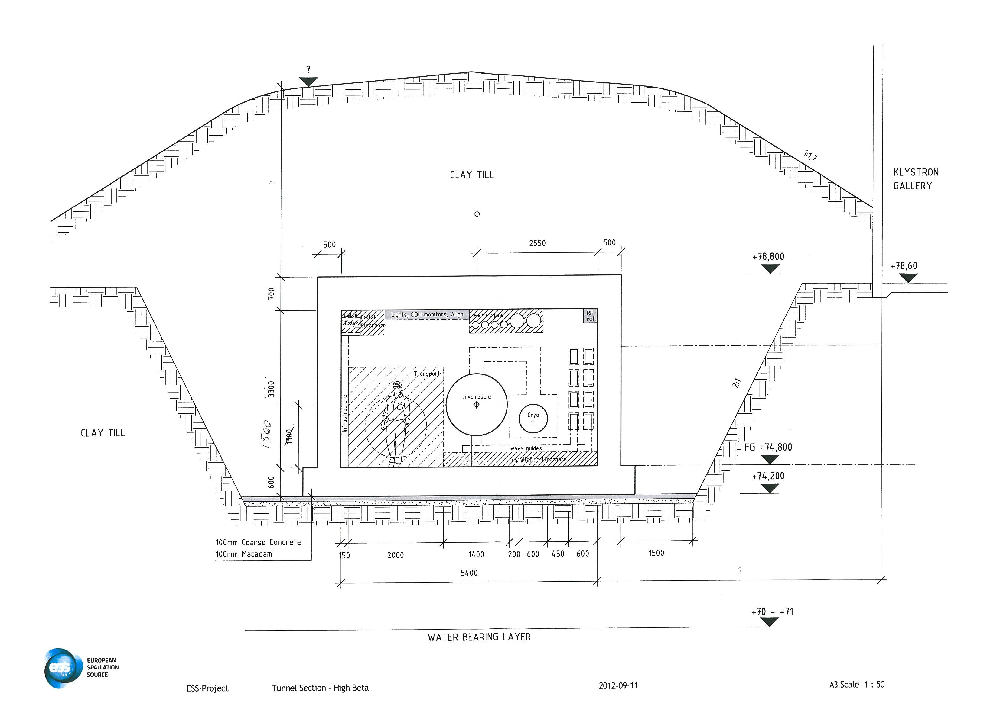 ?
1:1,7
CLAY TILL
KLYSTRON
GALLERY
?
500
2550
500
+78,800
+78,60
700
Cable
Trays
Install.
Clearance
Lights, ODH monitors, Align
warm piping
RF
ref.
Transport
3300
Infrastructure
Cryomodule
2:1
Cryo
TL
CLAY TILL
1500
1300
wave guides
FG +74,800
Installation Clearance
+74,200
600
100mm Coarse Concrete
100mm Macadam
150
2000
1400
200
600
450
600
1500
5400
?
+70 - +71
WATER BEARING LAYER
ess
EUROPEAN
SPALLATION
SOURCE
ESS-Project
Tunnel Section - High Beta
2012-09-11
A3 Scale 1 : 50